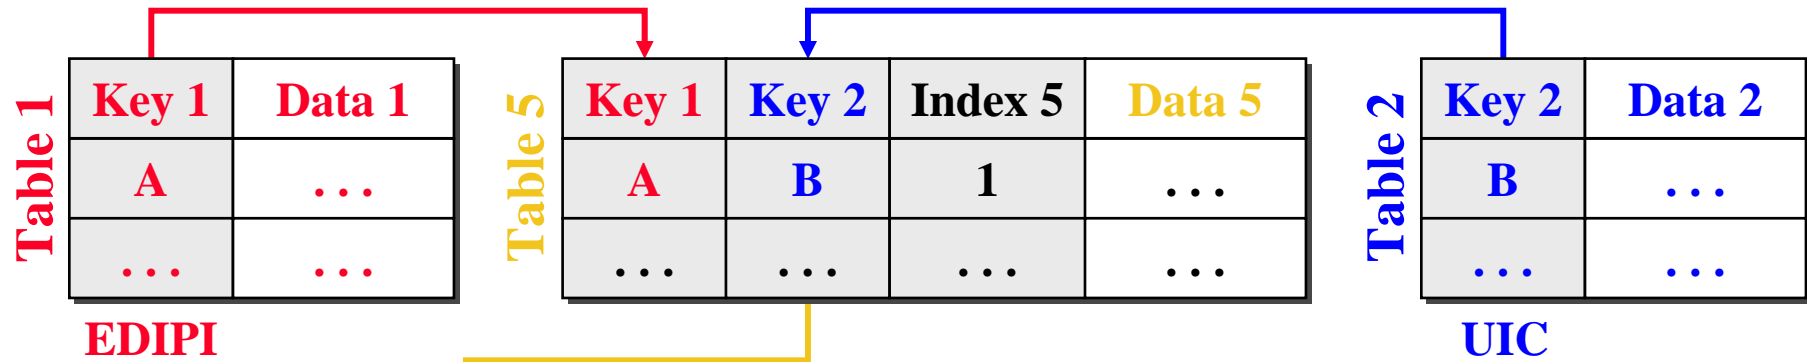 Table 1
Key 1 Data 1
A . . .
. . . . . .
EDIPI
Table 5
Key 1 Key 2 Index 5 Data 5
A B 1 . . .
. . . . . . . . . . . .
Table 2
Key 2 Data 2
B . . .
. . . . . .
UIC